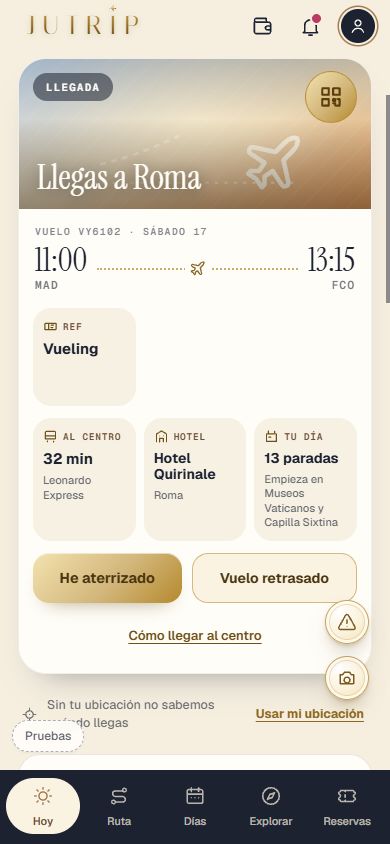 JUTRIP
LLEGADA
Llegas a Roma
VUELO VY6102 · SÁBADO 17
11:00
13:15
MAD
FCO
REF
Vueling
AL CENTRO
32 min
Leonardo
Express
HOTEL
Hotel
Quirinale
Roma
TU DÍA
13 paradas
Empieza en
Museos
Vaticanos y
Capilla Sixtina
He aterrizado
Vuelo retrasado
Cómo llegar al centro
Sin tu ubicación no sabemos
do llegas
Usar mi ubicación
Pruebas
Hoy
Ruta
Días
Explorar
Reservas